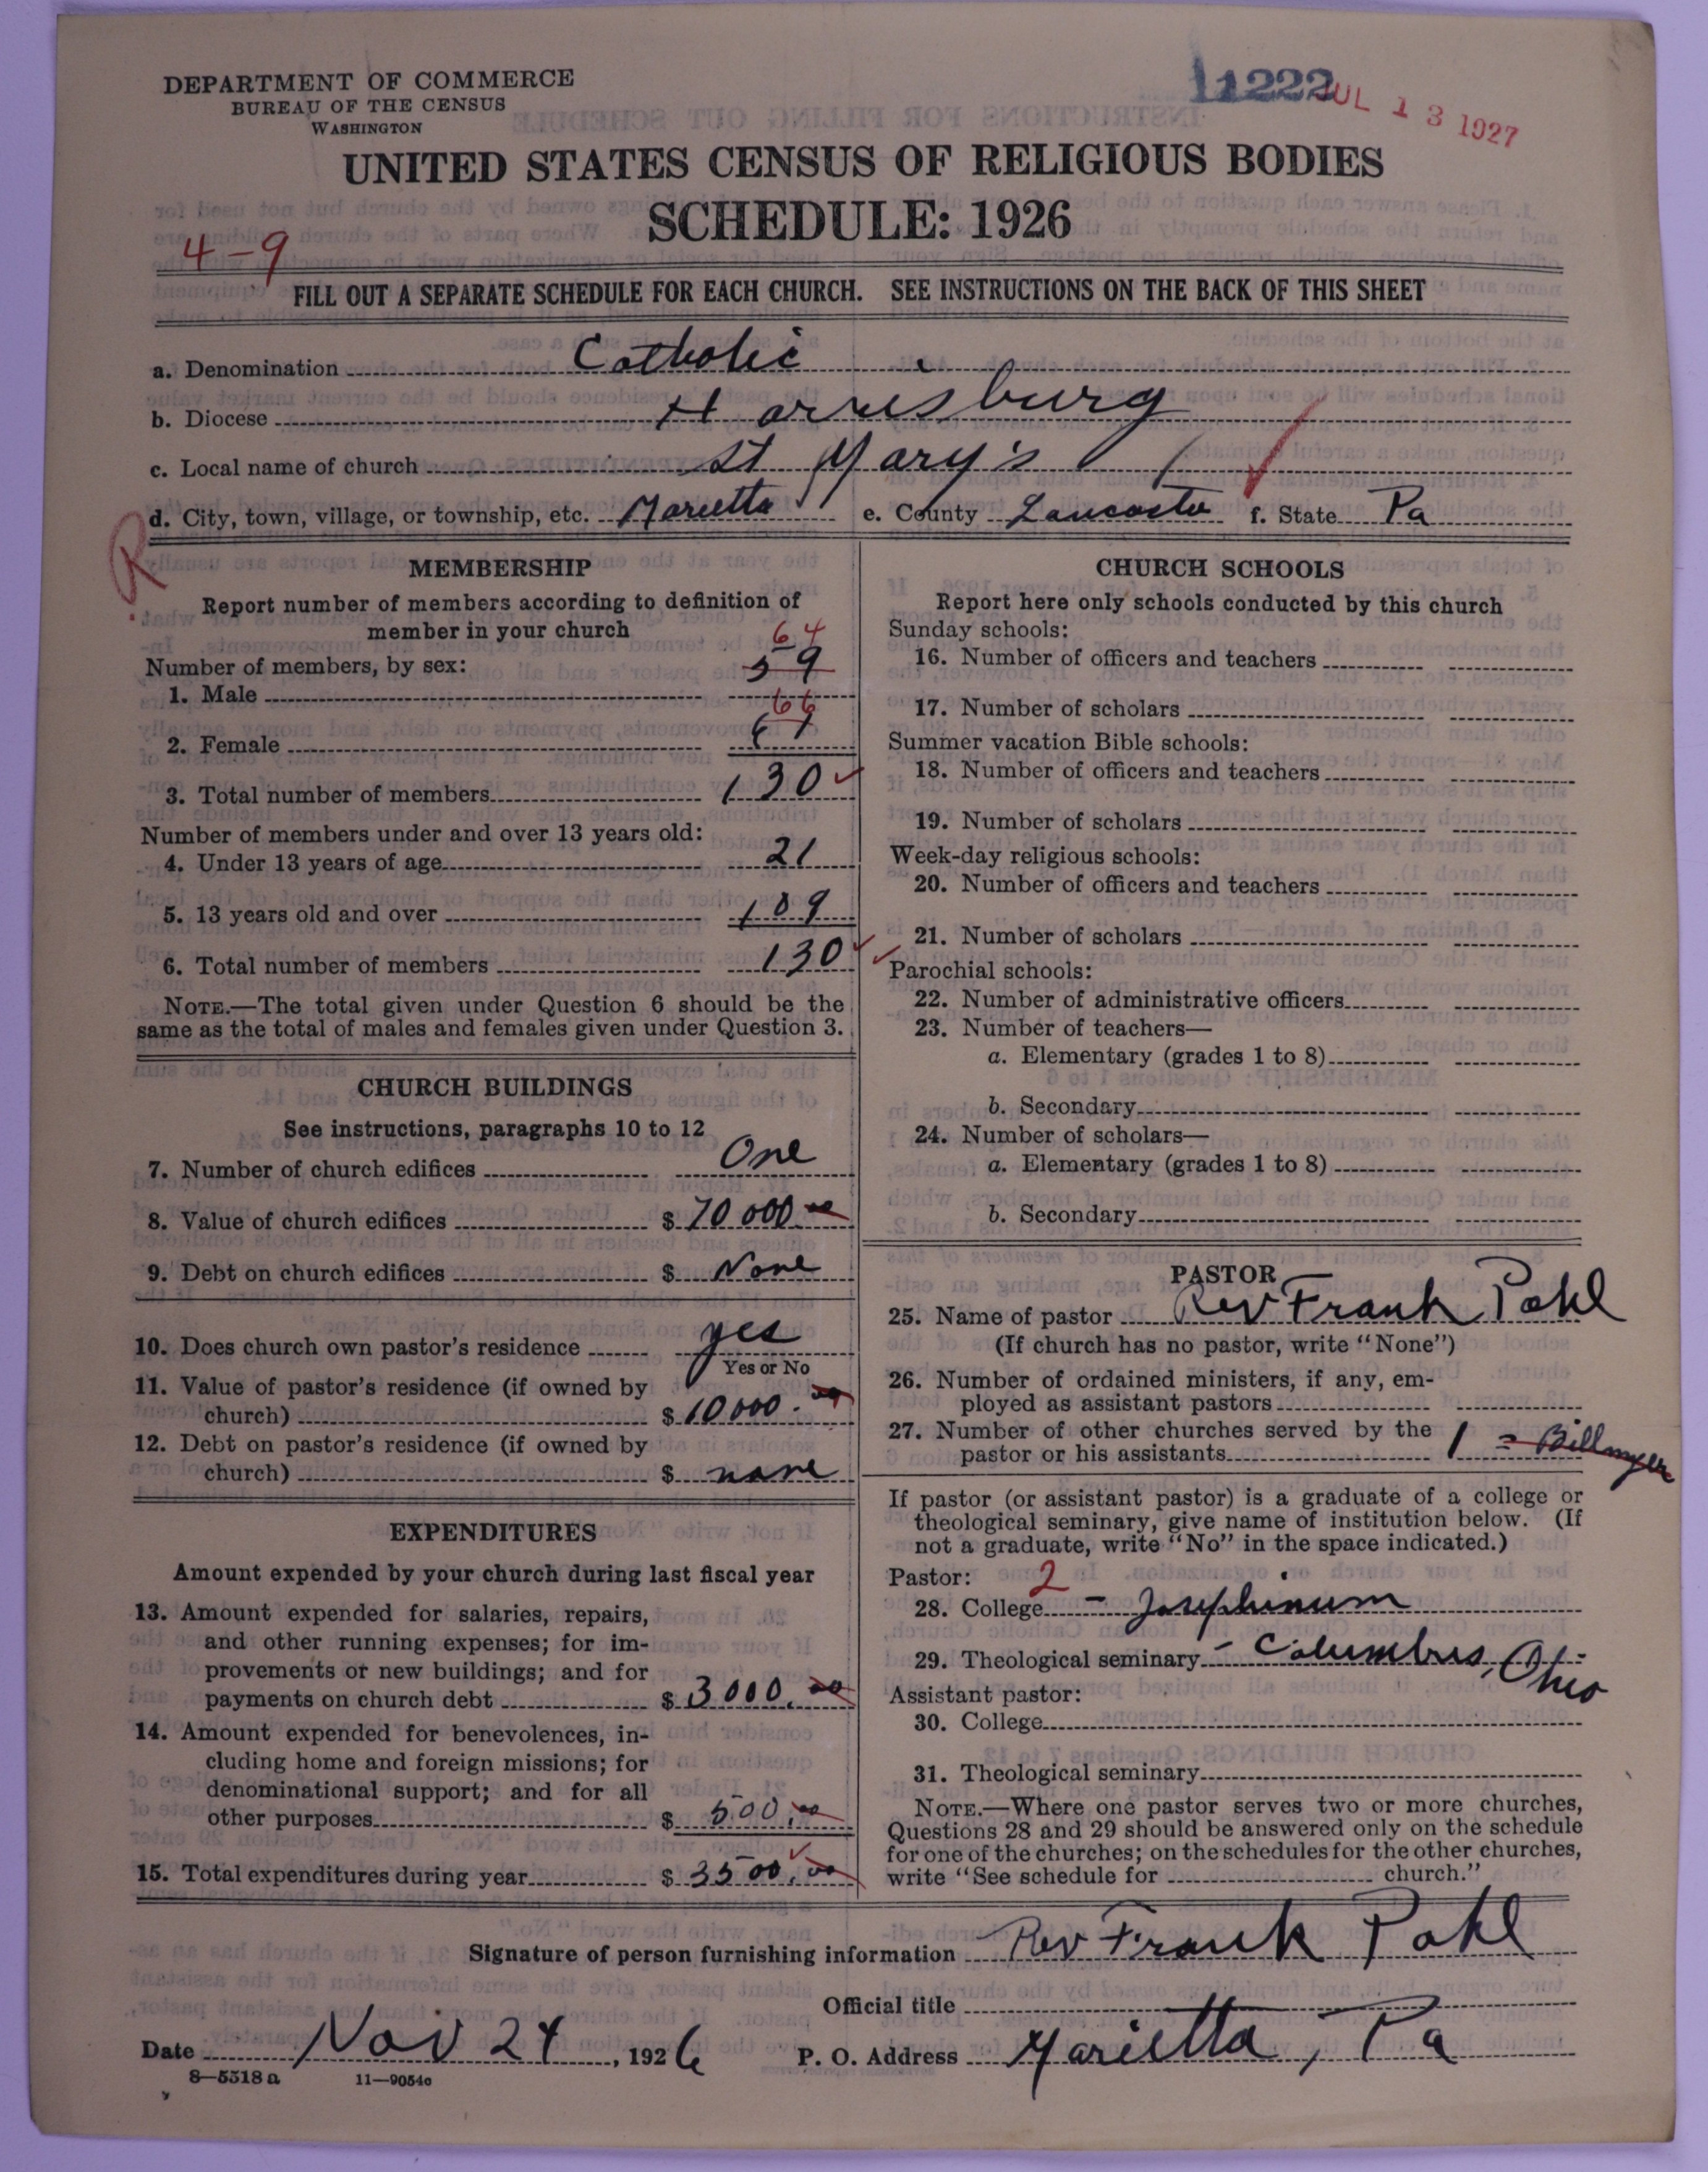 DEPARTMENT OF COMMERCE
BUREAU OF THE CENSUS
WASHINGTON
11222
JUL 13 1927
UNITED STATES CENSUS OF RELIGIOUS BODIES
SCHEDULE: 1926
4-9
FILL OUT A SEPARATE SCHEDULE FOR EACH CHURCH. SEE INSTRUCTIONS ON THE BACK OF THIS SHEET
a. Denomination Catholic
b. Diocese Harrisburg
c. Local name of church St Mary's
d. City, town, village, or township, etc. Marietta e. County Lancaster f. State Pa
R
MEMBERSHIP
Report number of members according to definition of
member in your church
Number of members, by sex:
64
59
1. Male
66
2. Female
3. Total number of members 130
Number of members under and over 13 years old:
4. Under 13 years of age 21
5. 13 years old and over 109
6. Total number of members 130
NOTE.—The total given under Question 6 should be the
same as the total of males and females given under Question 3.
CHURCH BUILDINGS
See instructions, paragraphs 10 to 12
7. Number of church edifices One
8. Value of church edifices $ 70 000.00
9. Debt on church edifices $ None
10. Does church own pastor's residence yes
Yes or No
11. Value of pastor's residence (if owned by
church) $ 10 000.00
12. Debt on pastor's residence (if owned by
church) $ none
EXPENDITURES
Amount expended by your church during last fiscal year
13. Amount expended for salaries, repairs,
and other running expenses; for im-
provements or new buildings; and for
payments on church debt $ 3000.00
14. Amount expended for benevolences, in-
cluding home and foreign missions; for
denominational support; and for all
other purposes $ 500.00
15. Total expenditures during year $ 3500.00
CHURCH SCHOOLS
Report here only schools conducted by this church
Sunday schools:
16. Number of officers and teachers
17. Number of scholars
Summer vacation Bible schools:
18. Number of officers and teachers
19. Number of scholars
Week-day religious schools:
20. Number of officers and teachers
21. Number of scholars
Parochial schools:
22. Number of administrative officers
23. Number of teachers—
a. Elementary (grades 1 to 8)
b. Secondary
24. Number of scholars—
a. Elementary (grades 1 to 8)
b. Secondary
PASTOR
25. Name of pastor Rev Frank Pohl
(If church has no pastor, write "None")
26. Number of ordained ministers, if any, em-
ployed as assistant pastors
27. Number of other churches served by the
pastor or his assistants 1 = Billmyer
If pastor (or assistant pastor) is a graduate of a college or
theological seminary, give name of institution below. (If
not a graduate, write "No" in the space indicated.)
Pastor: 2
28. College - Josephinum
29. Theological seminary - Columbus, Ohio
Assistant pastor:
30. College
31. Theological seminary
NOTE.—Where one pastor serves two or more churches,
Questions 28 and 29 should be answered only on the schedule
for one of the churches; on the schedules for the other churches,
write "See schedule for church."
Signature of person furnishing information Rev Frank Pohl
Official title
Date Nov 24, 1926 P. O. Address Marietta, Pa
8—5518a 11—9054c